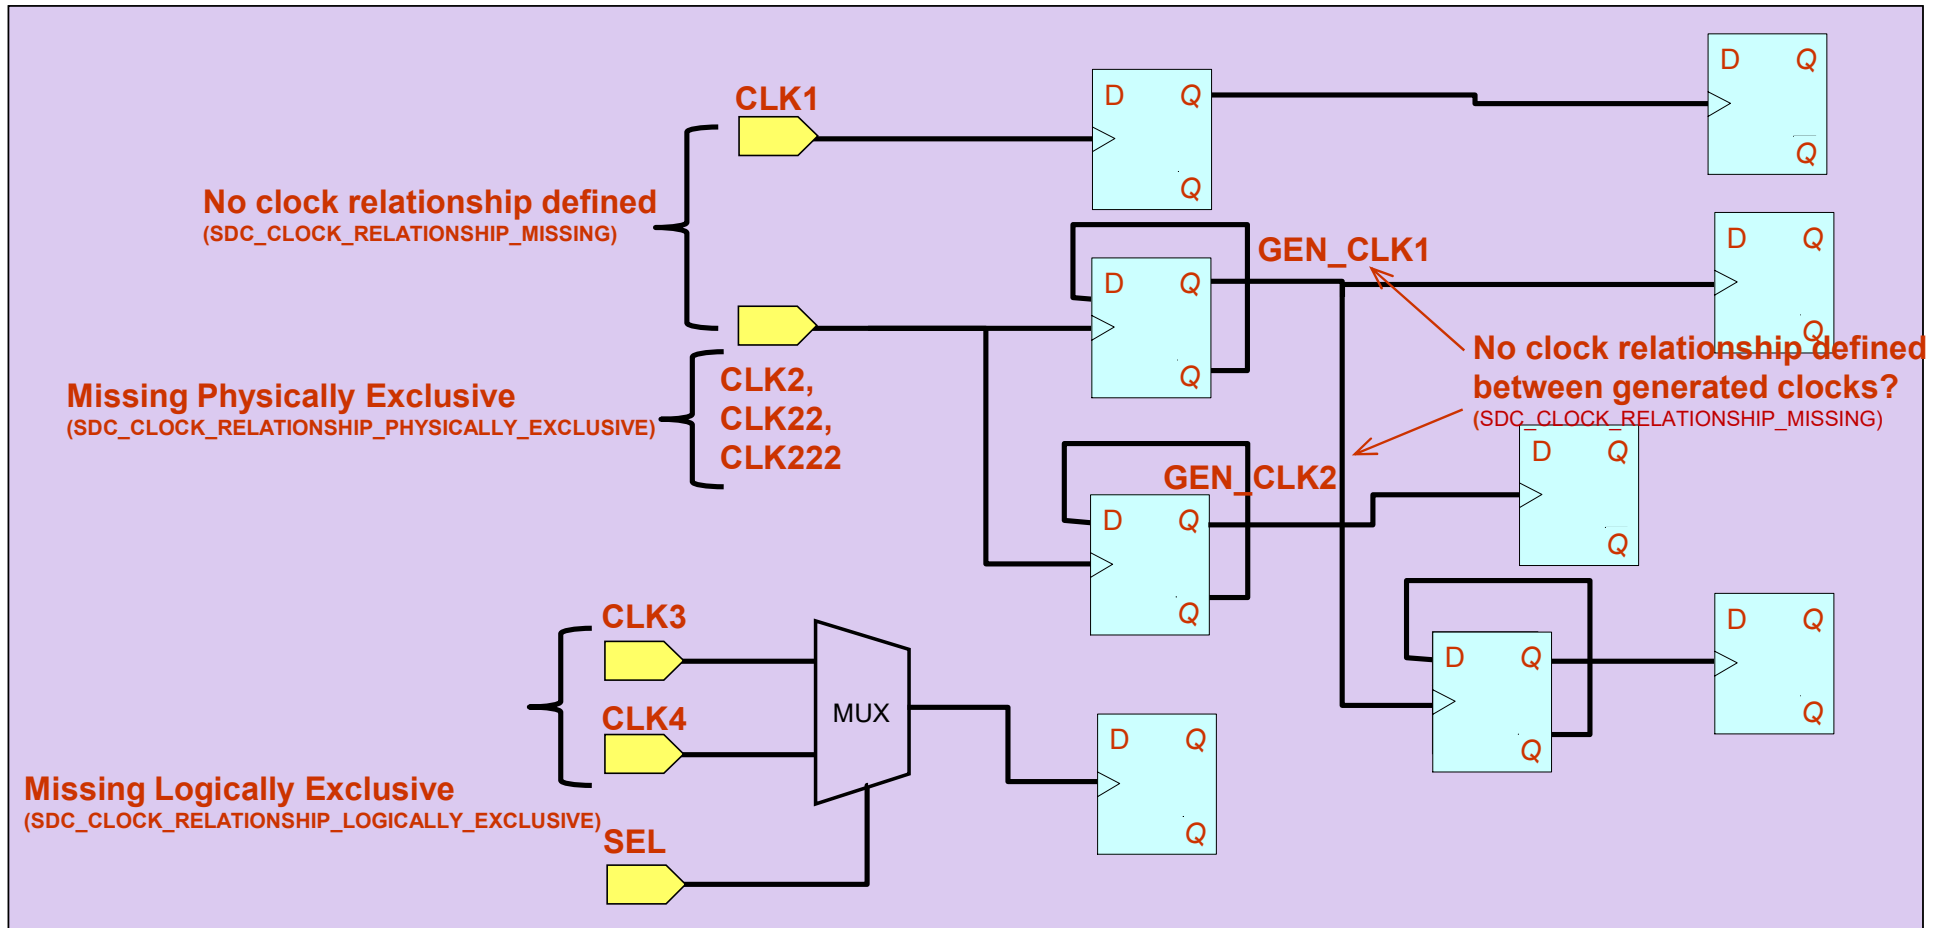 D Q
Q
CLK1
D Q
Q
No clock relationship defined
(SDC_CLOCK_RELATIONSHIP_MISSING)
D Q
Q
GEN_CLK1
D Q
Q
No clock relationship defined
between generated clocks?
(SDC_CLOCK_RELATIONSHIP_MISSING)
Missing Physically Exclusive
(SDC_CLOCK_RELATIONSHIP_PHYSICALLY_EXCLUSIVE)
CLK2,
CLK22,
CLK222
GEN_CLK2
D Q
Q
D Q
Q
CLK3
CLK4
MUX
D Q
Q
D Q
Q
D Q
Q
Missing Logically Exclusive
(SDC_CLOCK_RELATIONSHIP_LOGICALLY_EXCLUSIVE)
SEL